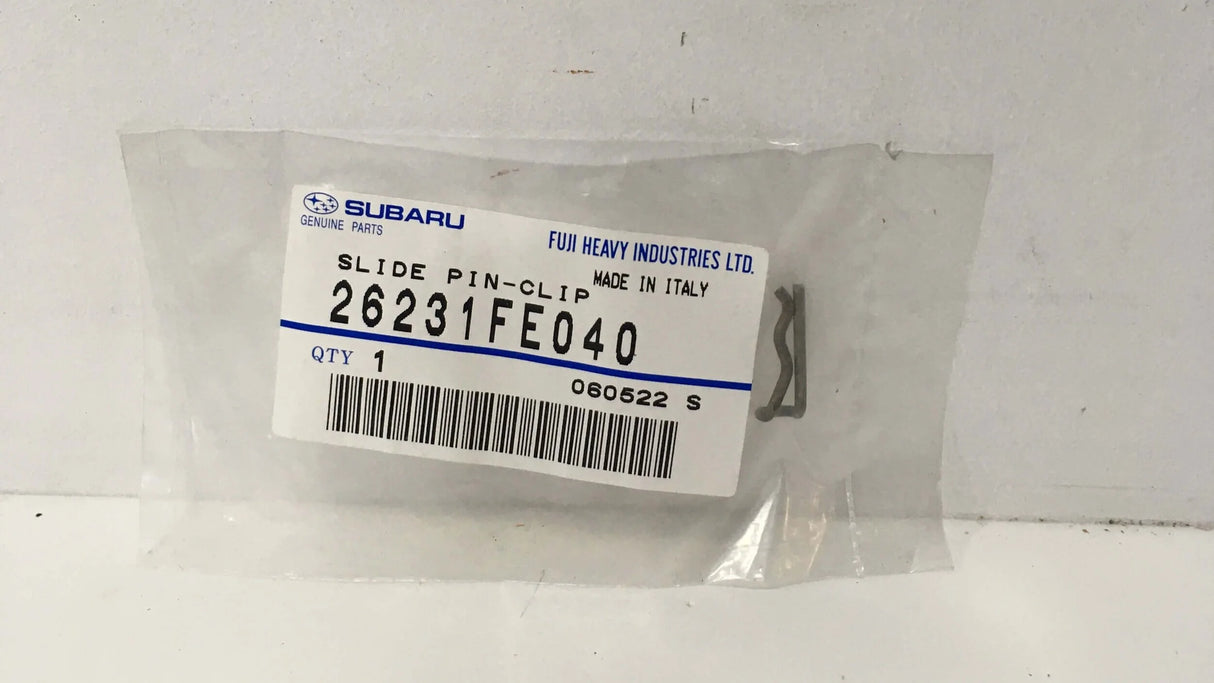 SUBARU
GENUINE PARTS
FUJI HEAVY INDUSTRIES LTD.
SLIDE PIN-CLIP
MADE IN ITALY
26231FE040
QTY 1
060522 S